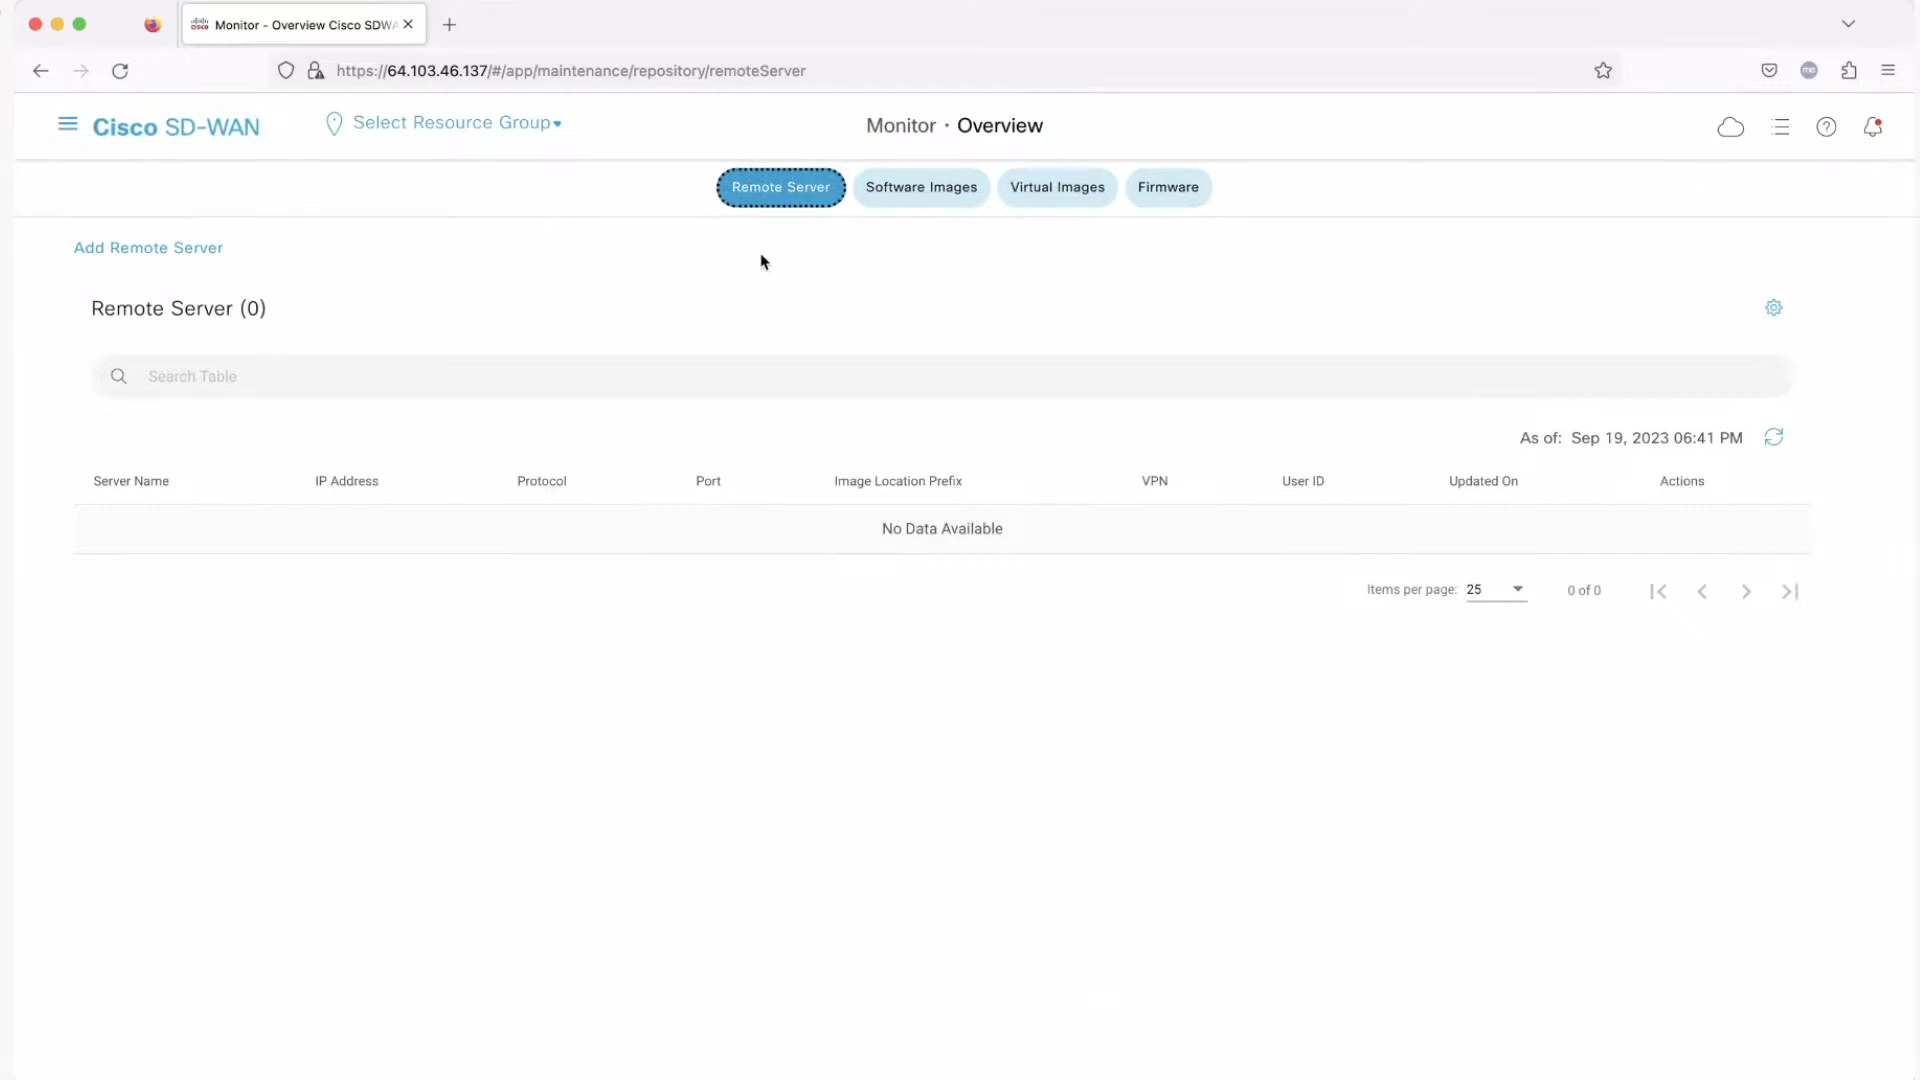 Monitor - Overview Cisco SDWA
https://64.103.46.137/#/app/maintenance/repository/remoteServer
Cisco SD-WAN
Select Resource Group
Monitor · Overview
Remote Server
Software Images
Virtual Images
Firmware
Add Remote Server
Remote Server (0)
Search Table
As of: Sep 19, 2023 06:41 PM
Server Name IP Address Protocol Port Image Location Prefix VPN User ID Updated On Actions
No Data Available
Items per page: 25 0 of 0